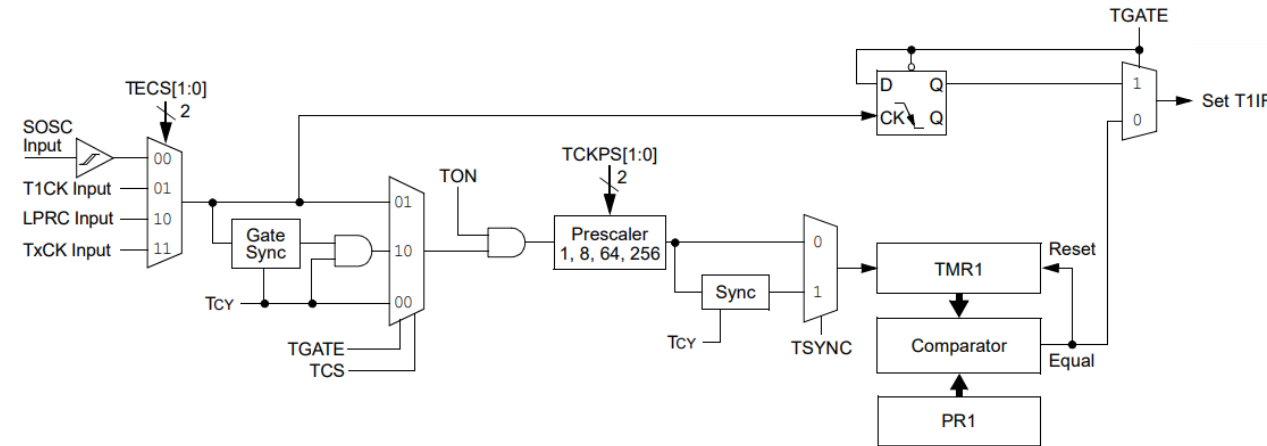 TGATE
TECS[1:0]
2
SOSC
Input
00
T1CK Input
01
LPRC Input
10
TxCK Input
11
D
Q
CK
Q
1
0
Set T1IF
TCKPS[1:0]
2
TON
Gate
Sync
01
10
00
TCY
TGATE
TCS
Prescaler
1, 8, 64, 256
Sync
TCY
0
1
TSYNC
TMR1
Reset
Comparator
Equal
PR1